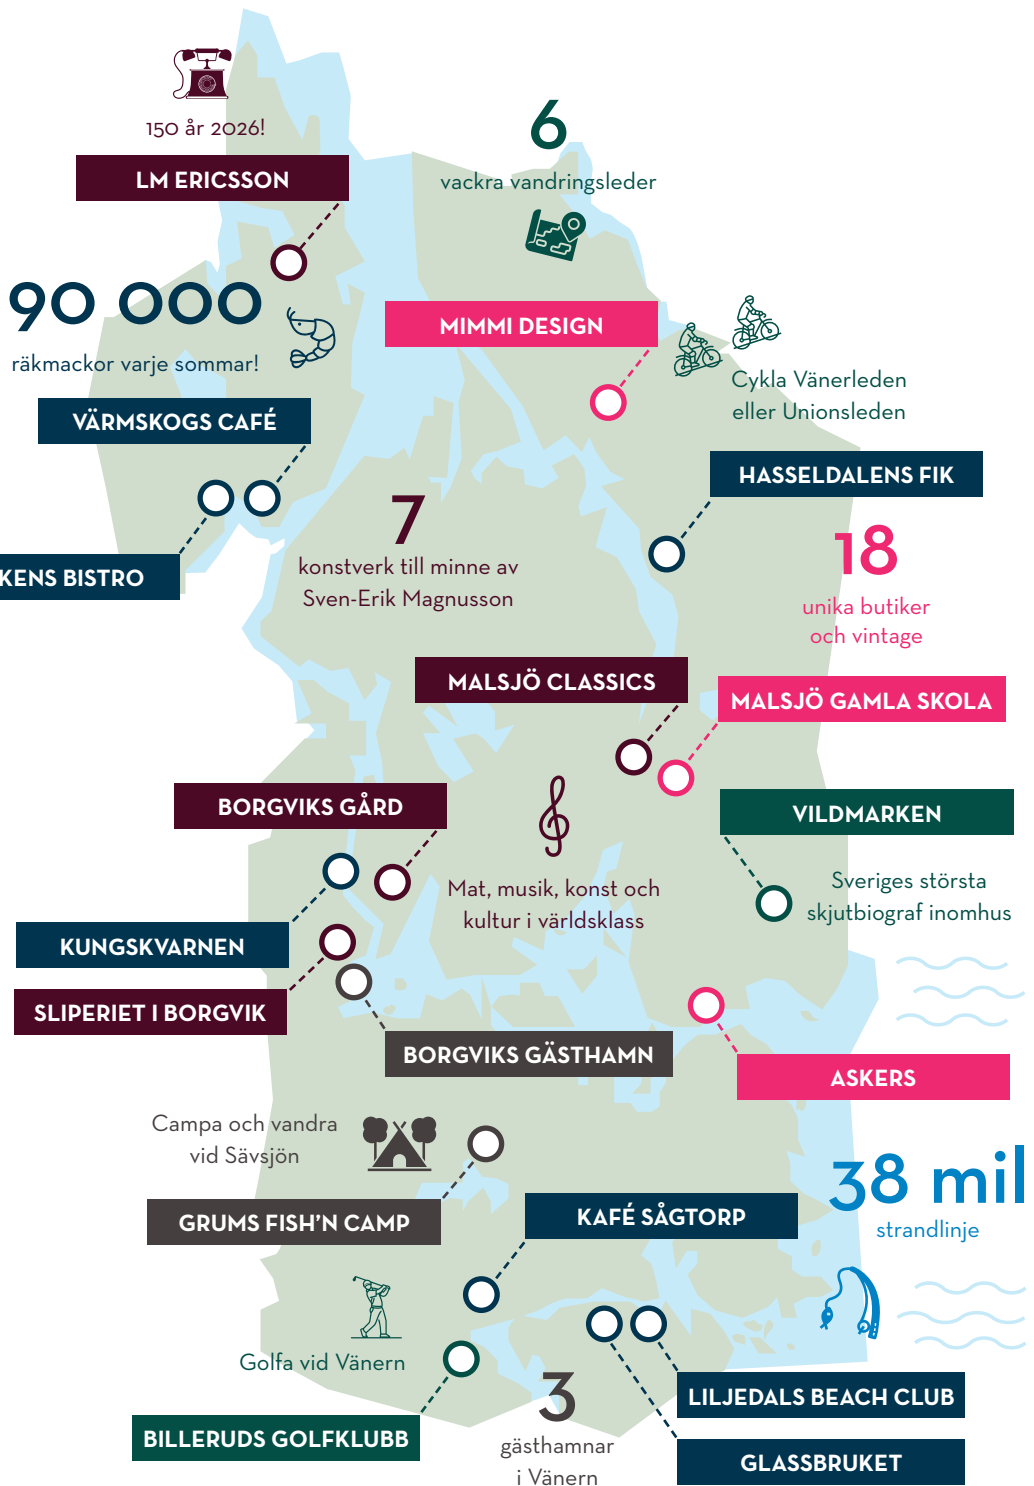 150 år 2026!
LM ERICSSON
6
vackra vandringsleder
90 000
räkmackor varje sommar!
MIMMI DESIGN
Cykla Vänerleden
eller Unionsleden
VÄRMSKOGS CAFÉ
HASSELDALENS FIK
7
konstverk till minne av
Sven-Erik Magnusson
KENS BISTRO
18
unika butiker
och vintage
MALSJÖ CLASSICS
MALSJÖ GAMLA SKOLA
BORGVIKS GÅRD
VILDMARKEN
Mat, musik, konst och
kultur i världsklass
Sveriges största
skjutbiograf inomhus
KUNGSKVARNEN
SLIPERIET I BORGVIK
BORGVIKS GÄSTHAMN
ASKERS
Campa och vandra
vid Sävsjön
GRUMS FISH'N CAMP
38 mil
strandlinje
KAFÉ SÅGTORP
Golfa vid Vänern
BILLERUDS GOLFKLUBB
3
gästhamnar
i Vänern
LILJEDALS BEACH CLUB
GLASSBRUKET